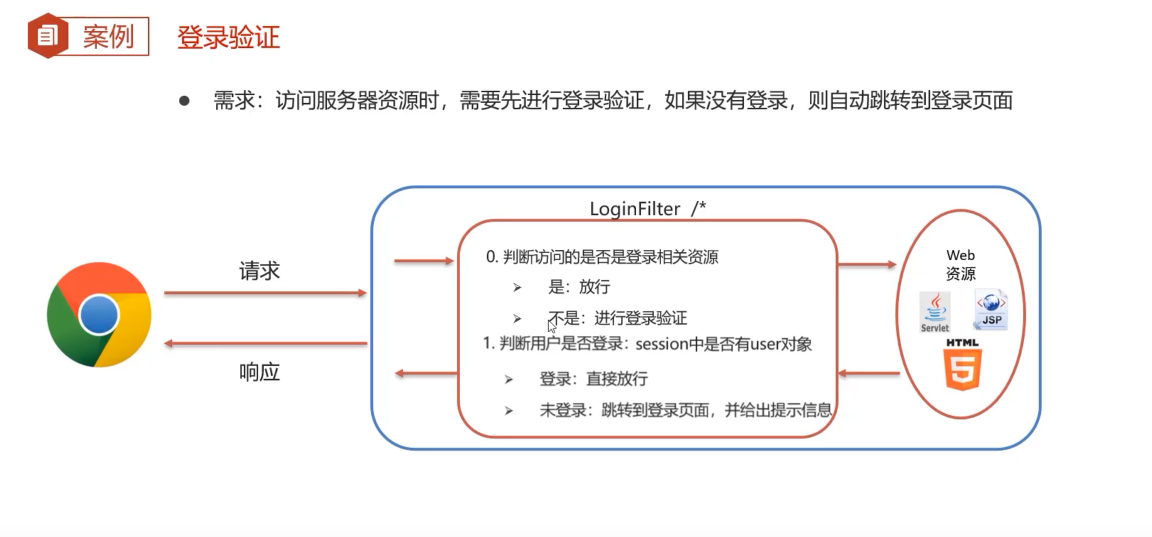 案例 登录验证
● 需求：访问服务器资源时，需要先进行登录验证，如果没有登录，则自动跳转到登录页面
LoginFilter /*
请求
响应
0. 判断访问的是否是登录相关资源
➢ 是：放行
➢ 不是：进行登录验证
1. 判断用户是否登录：session中是否有user对象
➢ 登录：直接放行
➢ 未登录：跳转到登录页面，并给出提示信息
Web
资源
Servlet
JSP
HTML
5